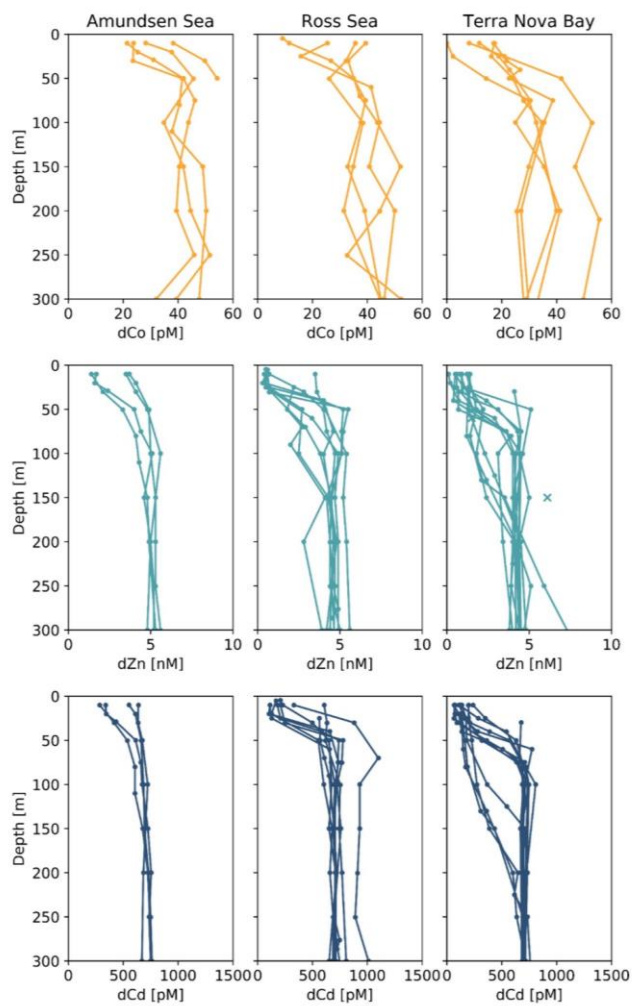 Amundsen Sea Ross Sea Terra Nova Bay
0
50
100
150
200
250
300
Depth [m]
0 20 40 60 0 20 40 60 0 20 40 60
dCo [pM] dCo [pM] dCo [pM]
0
50
100
150
200
250
300
Depth [m]
0 5 10 0 5 10 0 5 10
dZn [nM] dZn [nM] dZn [nM]
0
50
100
150
200
250
300
Depth [m]
0 500 1000 1500 0 500 1000 1500 0 500 1000 1500
dCd [pM] dCd [pM] dCd [pM]